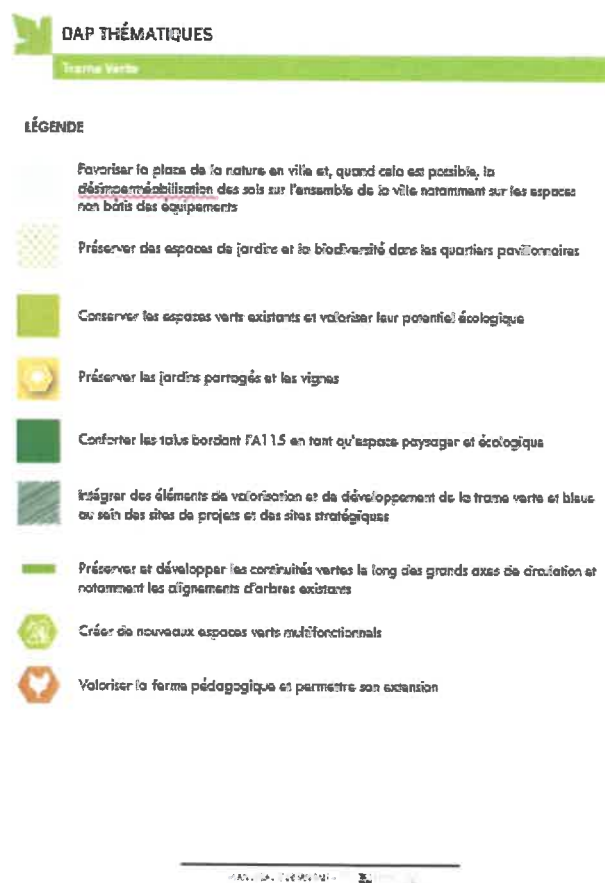 OAP THÉMATIQUES
Trame Verte
LÉGENDE
Favoriser la place de la nature en ville et, quand cela est possible, la
désimperméabilisation des sols sur l'ensemble de la ville notamment sur les espaces
non bâtis des équipements
Préserver des espaces de jardins et la biodiversité dans les quartiers pavillonnaires
Conserver les espaces verts existants et valoriser leur potentiel écologique
Préserver les jardins partagés et les vignes
Conforter les talus bordant l'A115 en tant qu'espace paysager et écologique
Intégrer des éléments de valorisation et de développement de la trame verte et bleue
au sein des sites de projets et des sites stratégiques
Préserver et développer les continuités vertes le long des grands axes de circulation et
notamment les alignements d'arbres existants
Créer de nouveaux espaces verts multifonctionnels
Valoriser la ferme pédagogique et permettre son extension